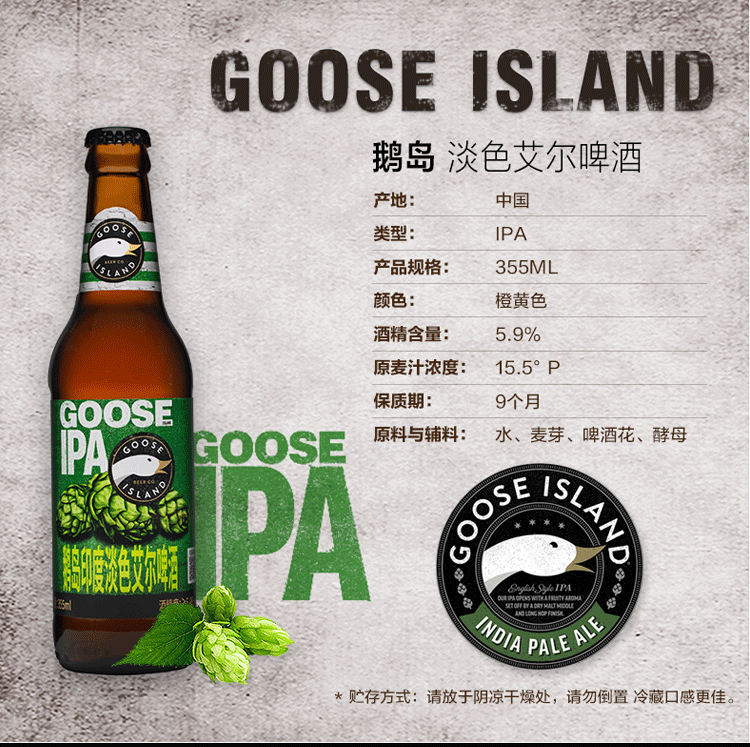 GOOSE ISLAND
鹅岛 淡色艾尔啤酒
产地： 中国
类型： IPA
产品规格： 355ML
颜色： 橙黄色
酒精含量： 5.9%
原麦汁浓度： 15.5° P
保质期： 9个月
原料与辅料： 水、麦芽、啤酒花、酵母
GOOSE
BEER CO.
ISLAND
GOOSE
IPA
GOOSE
BEER CO.
ISLAND
鹅岛印度淡色艾尔啤酒
355ml
GOOSE
IPA
GOOSE ISLAND
English Style IPA
OUR IPA OPENS WITH A FRUITY AROMA
SET OFF BY A DRY MALT MIDDLE
AND LONG HOP FINISH.
INDIA PALE ALE
* 贮存方式：请放于阴凉干燥处，请勿倒置 冷藏口感更佳。